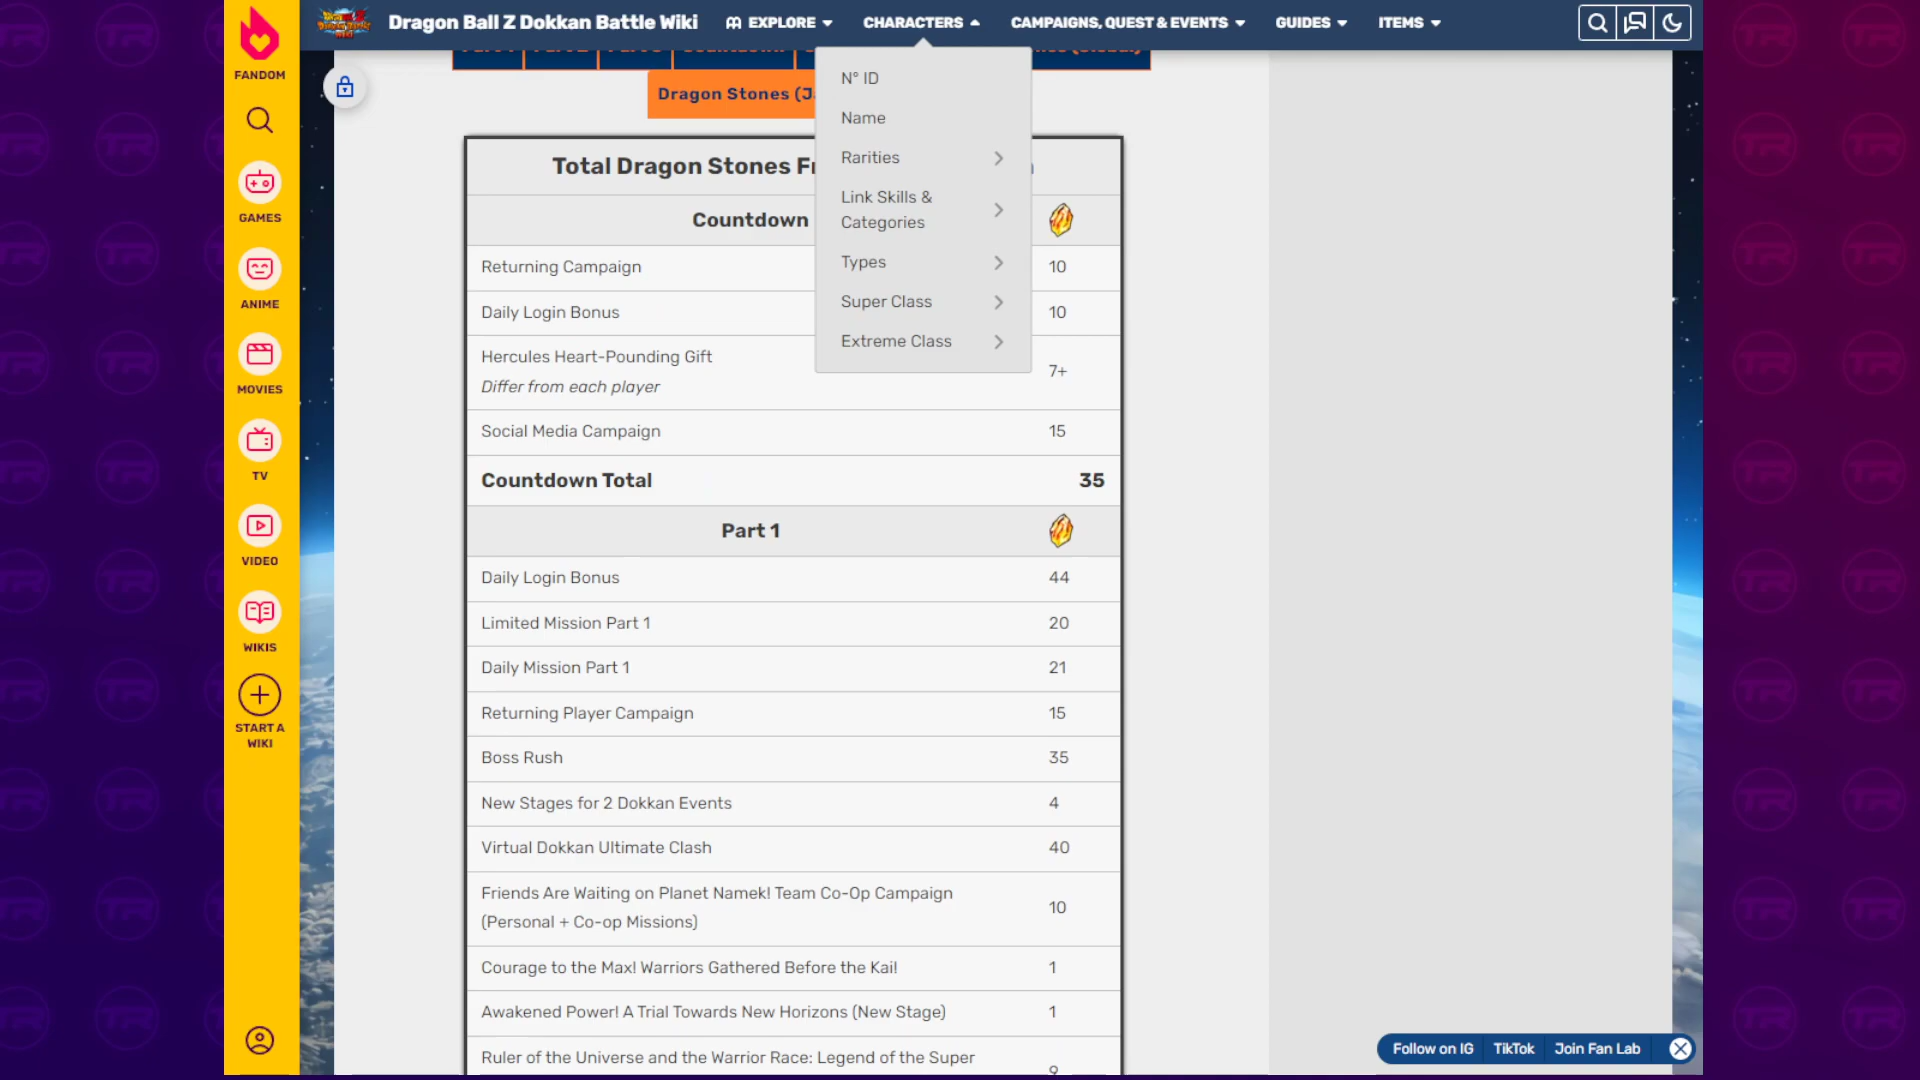 FANDOM
GAMES
ANIME
MOVIES
TV
VIDEO
WIKIS
START A
WIKI
Dragon Ball Z Dokkan Battle Wiki
EXPLORE
CHARACTERS
CAMPAIGNS, QUEST & EVENTS
GUIDES
ITEMS
Dragon Stones (J
N° ID
Name
Rarities
Link Skills &
Categories
Types
Super Class
Extreme Class
Total Dragon Stones Fr
Countdown
Returning Campaign 10
Daily Login Bonus 10
Hercules Heart-Pounding Gift
Differ from each player
7+
Social Media Campaign 15
Countdown Total 35
Part 1
Daily Login Bonus 44
Limited Mission Part 1 20
Daily Mission Part 1 21
Returning Player Campaign 15
Boss Rush 35
New Stages for 2 Dokkan Events 4
Virtual Dokkan Ultimate Clash 40
Friends Are Waiting on Planet Namek! Team Co-Op Campaign
(Personal + Co-op Missions)
10
Courage to the Max! Warriors Gathered Before the Kai! 1
Awakened Power! A Trial Towards New Horizons (New Stage) 1
Ruler of the Universe and the Warrior Race: Legend of the Super
Follow on IG
TikTok
Join Fan Lab